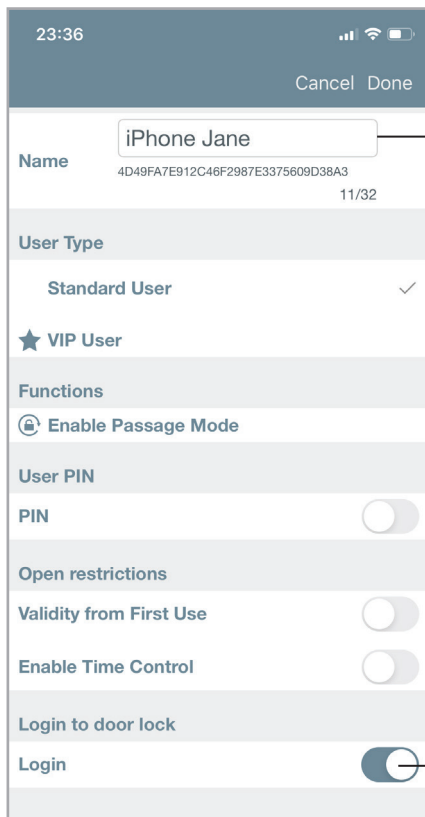 23:36
Cancel Done
Name
iPhone Jane
4D49FA7E912C46F2987E3375609D38A3
11/32
User Type
Standard User
VIP User
Functions
Enable Passage Mode
User PIN
PIN
Open restrictions
Validity from First Use
Enable Time Control
Login to door lock
Login